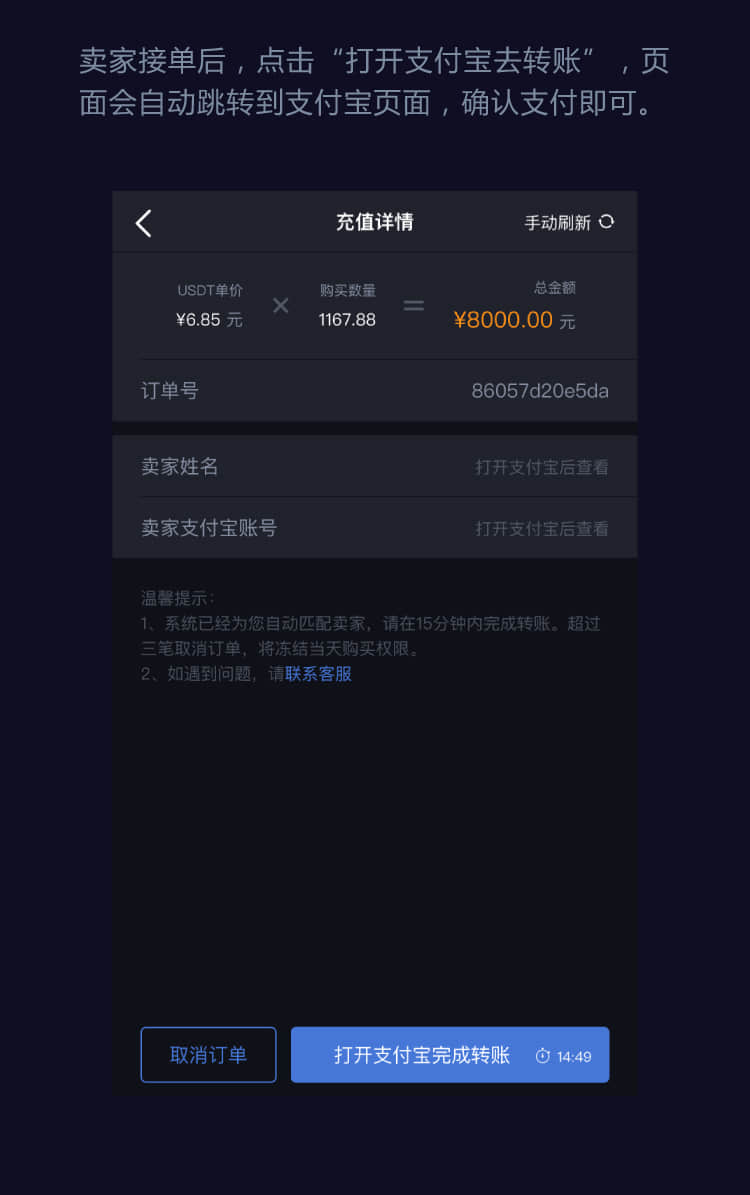 卖家接单后，点击“打开支付宝去转账”，页
面会自动跳转到支付宝页面，确认支付即可。
充值详情 手动刷新
USDT单价 购买数量 总金额
¥6.85 元 × 1167.88 = ¥8000.00 元
订单号 86057d20e5da
卖家姓名 打开支付宝后查看
卖家支付宝账号 打开支付宝后查看
温馨提示：
1、系统已经为您自动匹配卖家，请在15分钟内完成转账。超过
三笔取消订单，将冻结当天购买权限。
2、如遇到问题，请联系客服
取消订单 打开支付宝完成转账 14:49